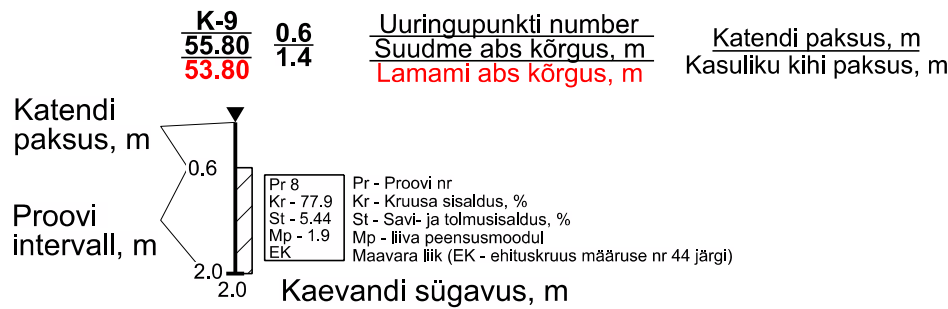 K-9
55.80
53.80
0.6
1.4
Uuringupunkti number
Suudme abs kõrgus, m
Lamami abs kõrgus, m
Katendi paksus, m
Kasuliku kihi paksus, m
Katendi
paksus, m
0.6
Pr 8
Kr - 77.9
St - 5.44
Mp - 1.9
EK
Pr - Proovi nr
Kr - Kruusa sisaldus, %
St - Savi- ja tolmusisaldus, %
Mp - liiva peensusmoodul
Maavara liik (EK - ehituskruus määruse nr 44 järgi)
Proovi
intervall, m
2.0
2.0
Kaevandi sügavus, m